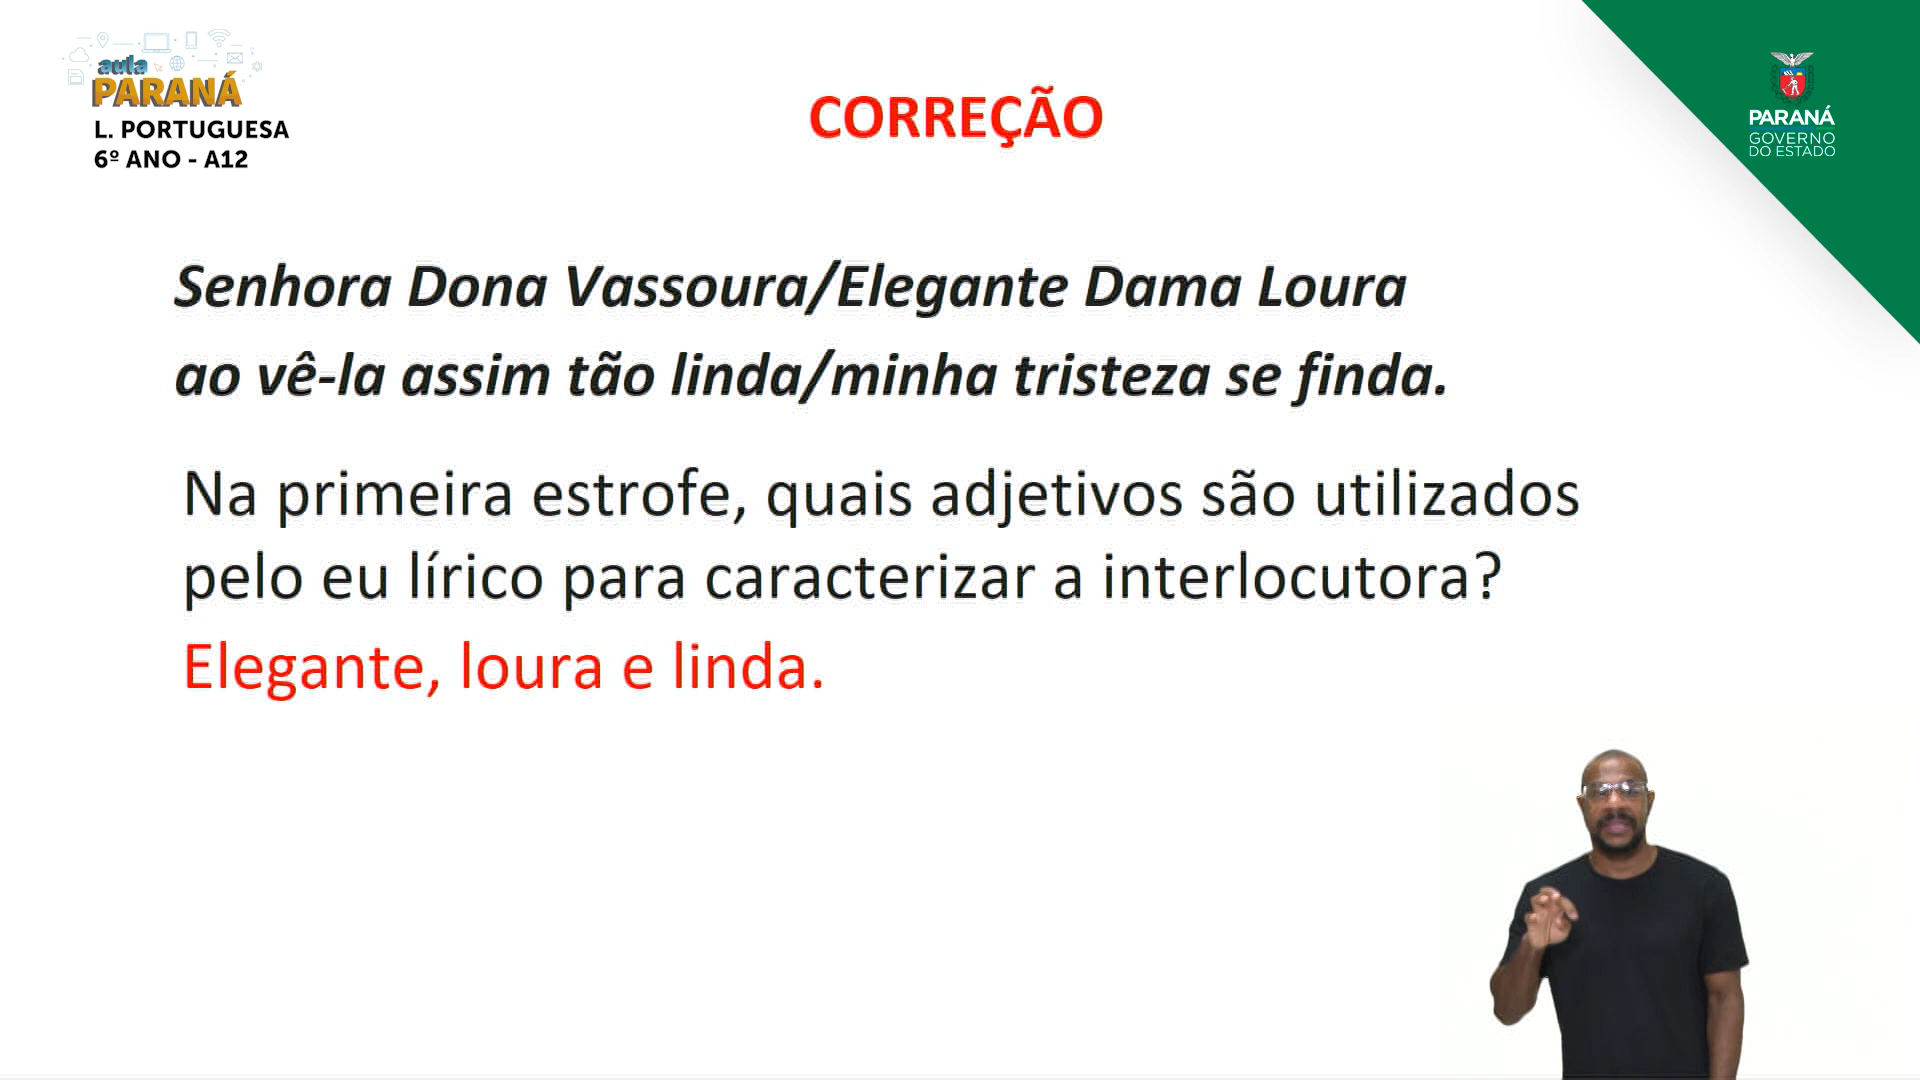 aula
PARANÁ
L. PORTUGUESA
6º ANO - A12
CORREÇÃO
PARANÁ
GOVERNO
DO ESTADO
Senhora Dona Vassoura/Elegante Dama Loura
ao vê-la assim tão linda/minha tristeza se finda.
Na primeira estrofe, quais adjetivos são utilizados
pelo eu lírico para caracterizar a interlocutora?
Elegante, loura e linda.